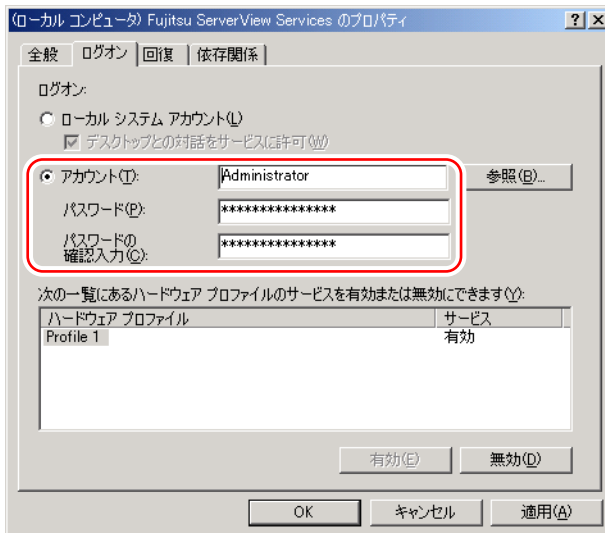 (ローカル コンピュータ) Fujitsu ServerView Services のプロパティ
全般 ログオン 回復 依存関係
ログオン:
ローカル システム アカウント(L)
デスクトップとの対話をサービスに許可(W)
アカウント(T): Administrator 参照(B)...
パスワード(P): ***************
パスワードの
確認入力(C): ***************
次の一覧にあるハードウェア プロファイルのサービスを有効または無効にできます(Y):
ハードウェア プロファイル サービス
Profile 1 有効
有効(E) 無効(D)
OK キャンセル 適用(A)